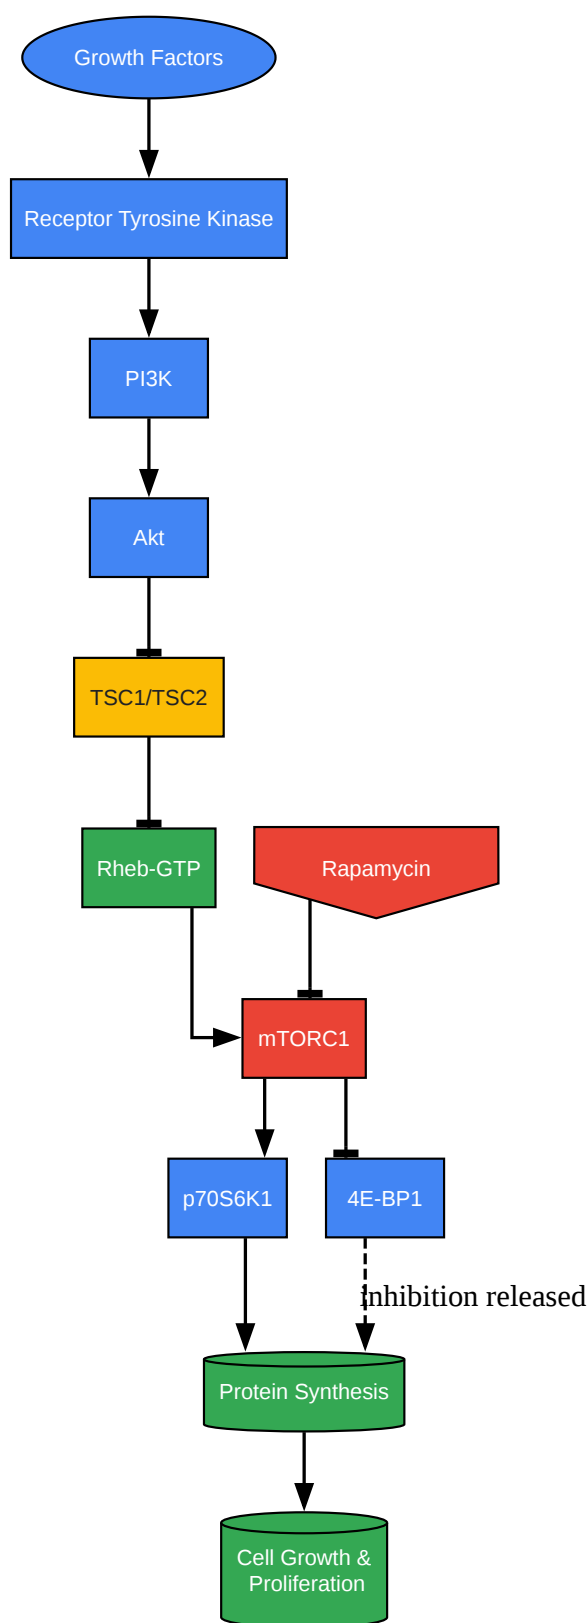 Growth Factors
Receptor Tyrosine Kinase
PI3K
Akt
TSC1/TSC2
Rheb-GTP
Rapamycin
mTORC1
p70S6K1
4E-BP1
inhibition released
Protein Synthesis
Cell Growth &
Proliferation